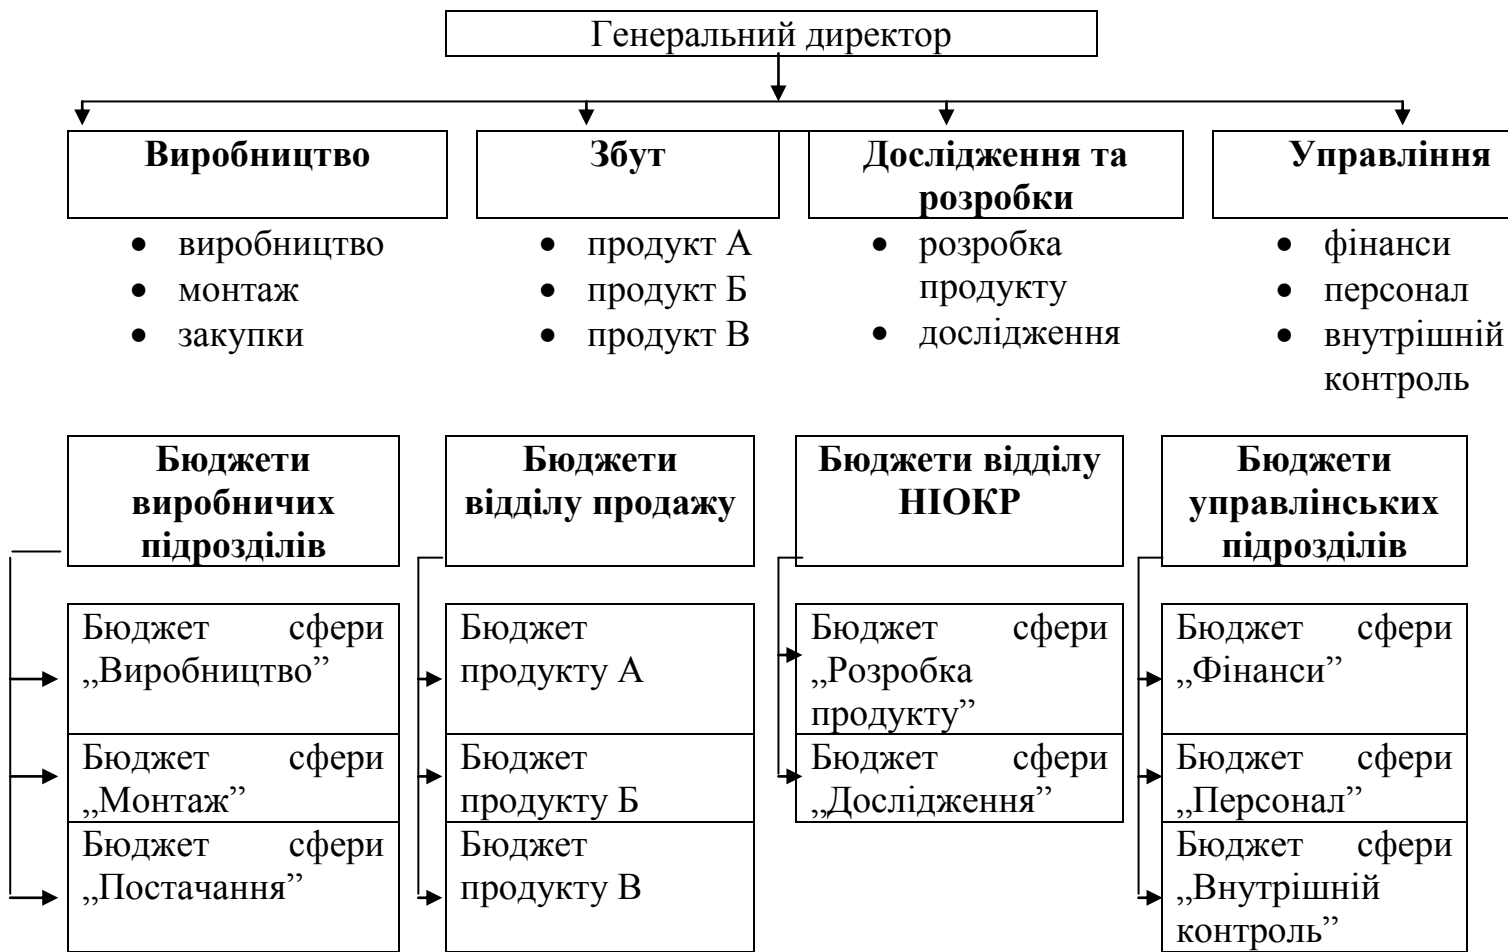 Генеральний директор
Виробництво
Збут
Дослідження та
розробки
Управління
• виробництво
• монтаж
• закупки
• продукт А
• продукт Б
• продукт В
• розробка
продукту
• дослідження
• фінанси
• персонал
• внутрішній
контроль
Бюджети
виробничих
підрозділів
Бюджети
відділу продажу
Бюджети відділу
НІОКР
Бюджети
управлінських
підрозділів
Бюджет сфери
„Виробництво”
Бюджет сфери
„Монтаж”
Бюджет сфери
„Постачання”
Бюджет
продукту А
Бюджет
продукту Б
Бюджет
продукту В
Бюджет сфери
„Розробка
продукту”
Бюджет сфери
„Дослідження”
Бюджет сфери
„Фінанси”
Бюджет сфери
„Персонал”
Бюджет сфери
„Внутрішній
контроль”